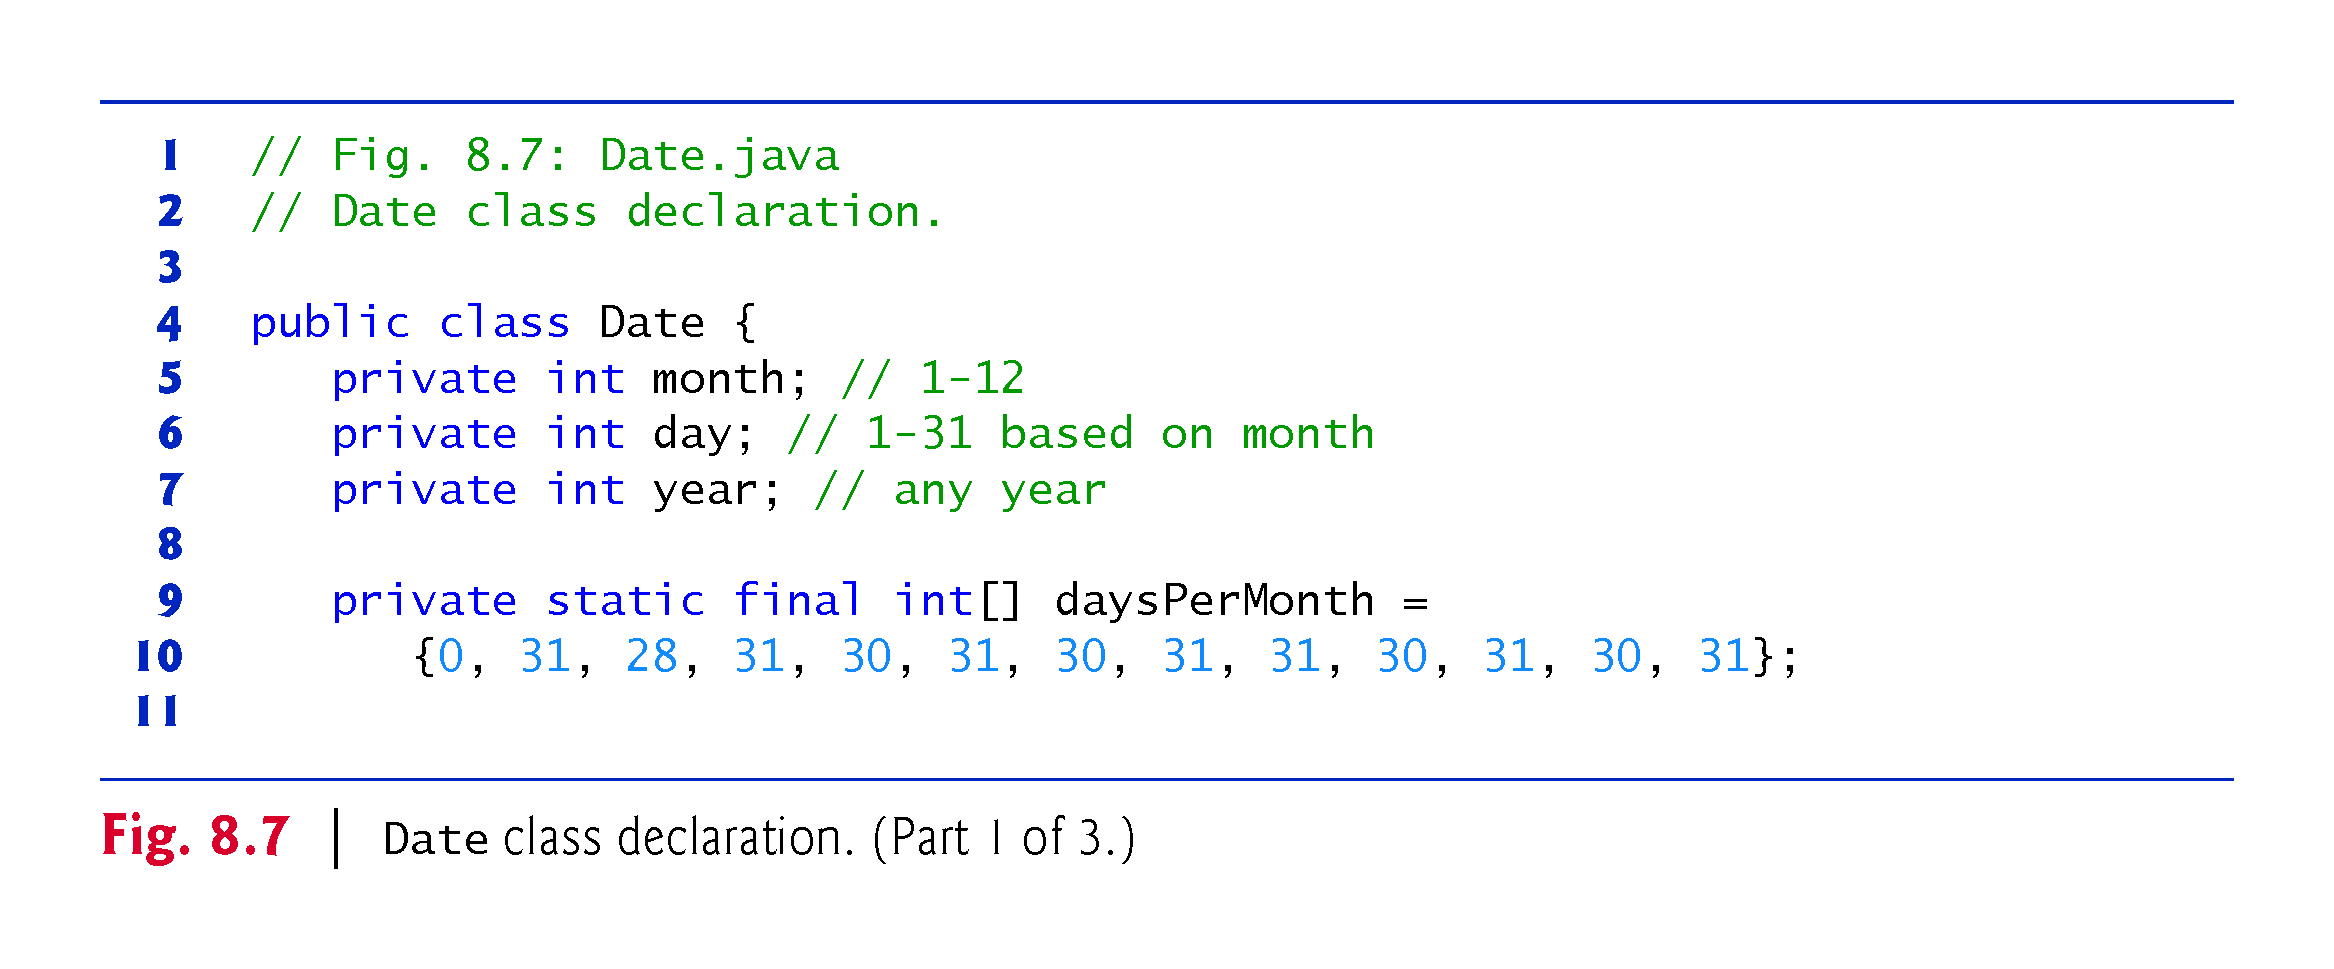 1 // Fig. 8.7: Date.java
2 // Date class declaration.
3
4 public class Date {
5 private int month; // 1-12
6 private int day; // 1-31 based on month
7 private int year; // any year
8
9 private static final int[] daysPerMonth =
10 {0, 31, 28, 31, 30, 31, 30, 31, 31, 30, 31, 30, 31};
11
Fig. 8.7 | Date class declaration. (Part 1 of 3.)